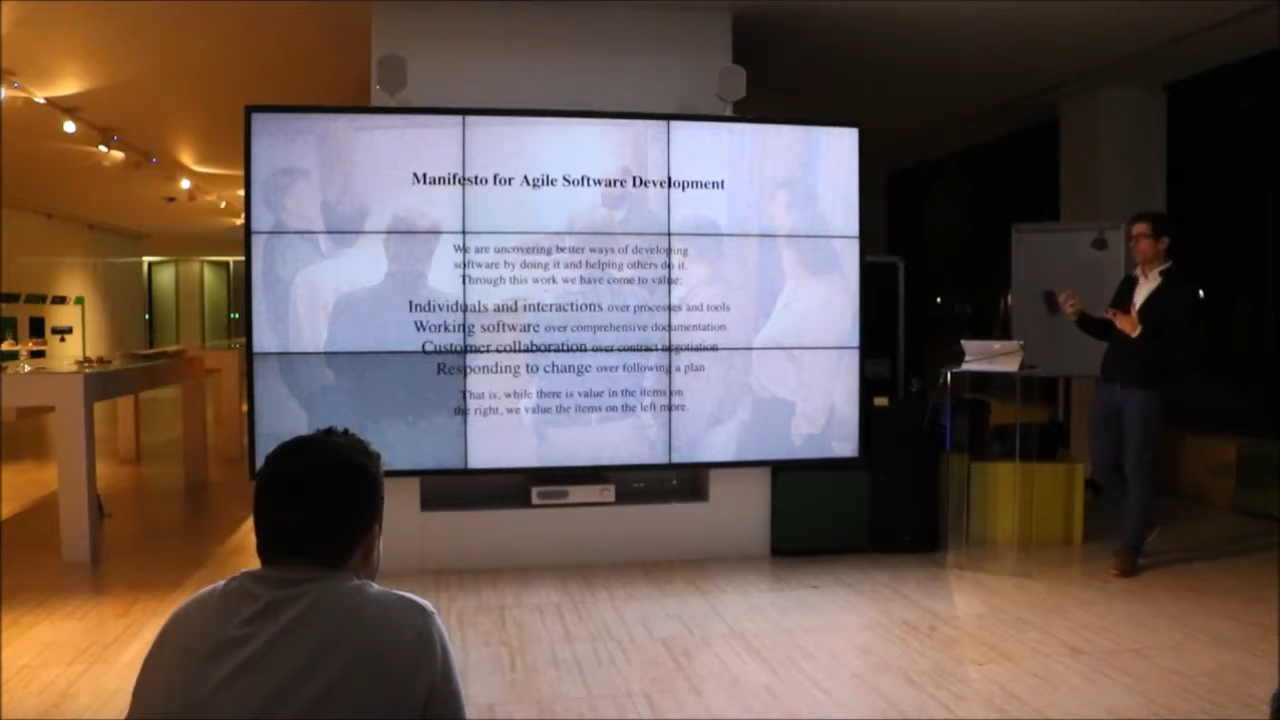 Manifesto for Agile Software Development
We are uncovering better ways of developing
software by doing it and helping others do it.
Through this work we have come to value:
Individuals and interactions over processes and tools
Working software over comprehensive documentation
Customer collaboration over contract negotiation
Responding to change over following a plan
That is, while there is value in the items on
the right, we value the items on the left more.